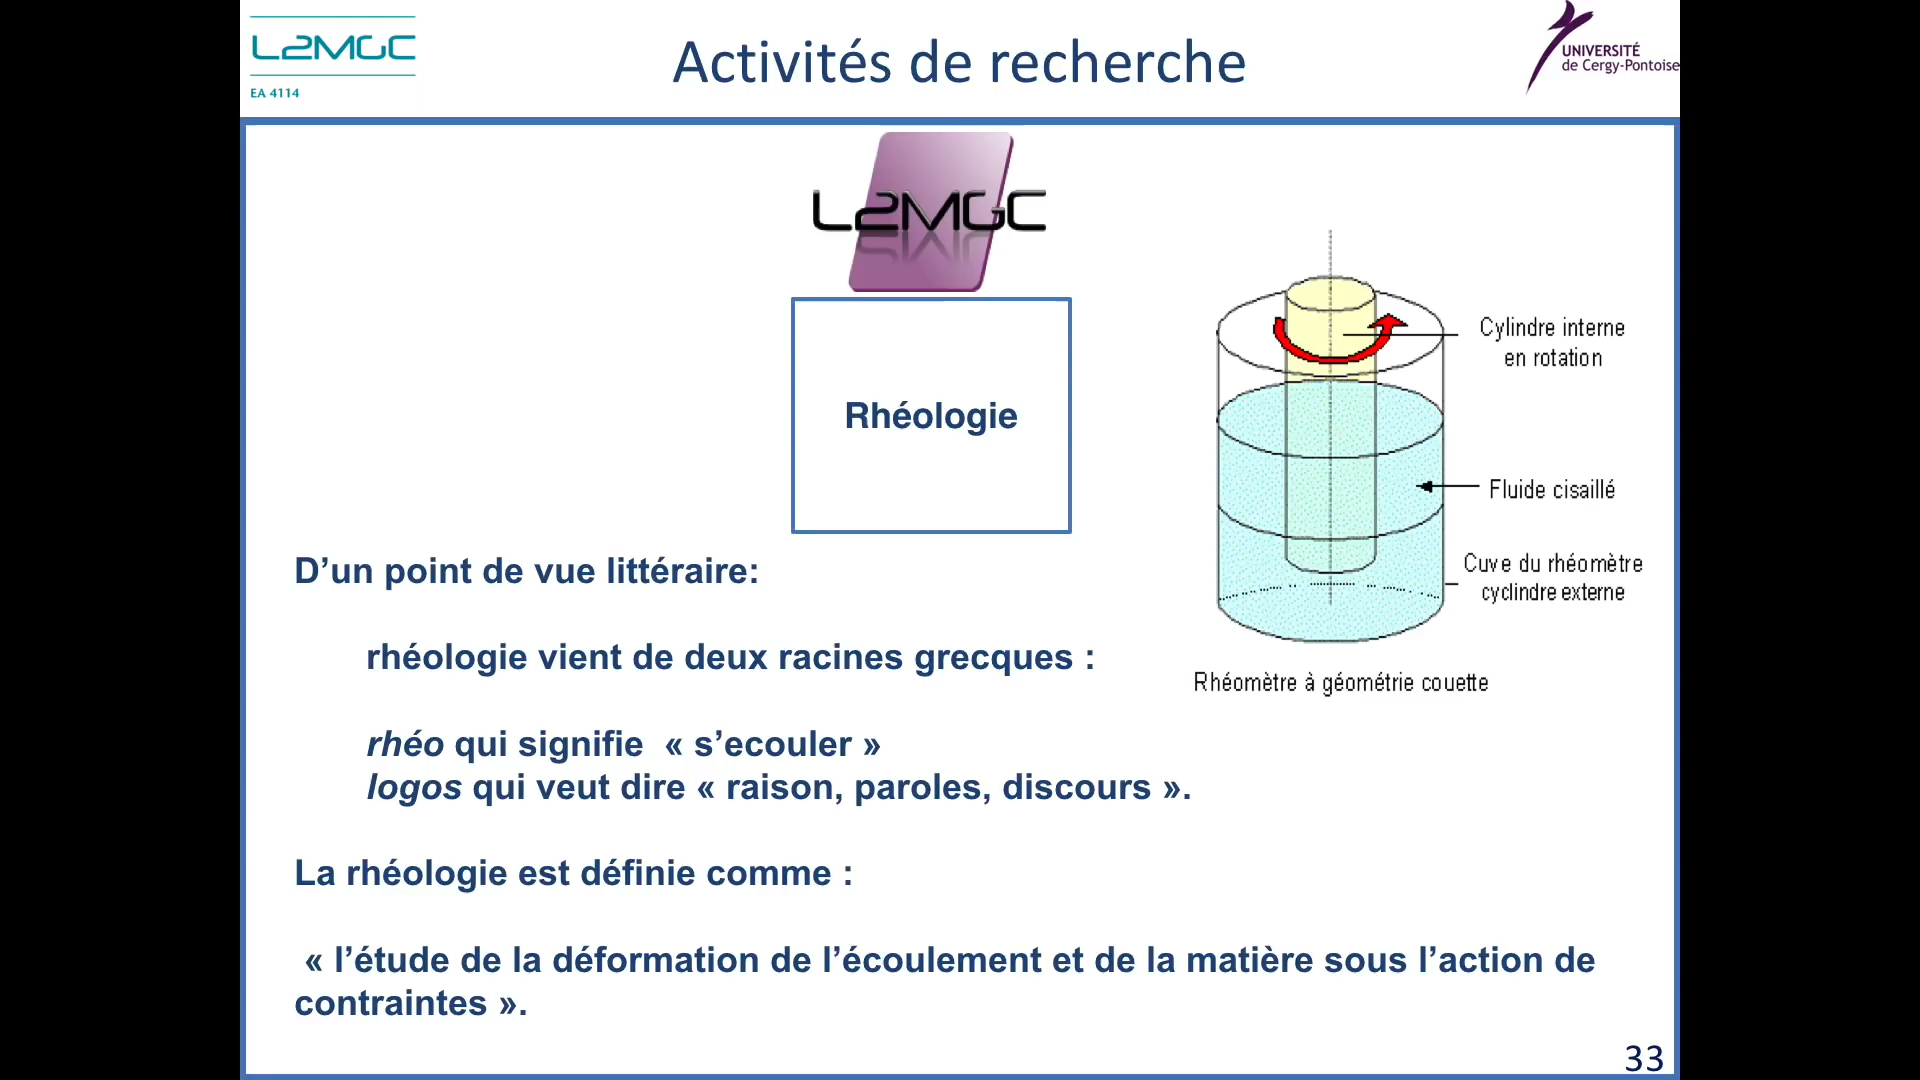 L2MGC
EA 4114
Activités de recherche
UNIVERSITÉ
de Cergy-Pontoise
L2MGC
Rhéologie
Cylindre interne
en rotation
Fluide cisaillé
Cuve du rhéomètre
cyclindre externe
Rhéomètre à géométrie couette
D’un point de vue littéraire:
rhéologie vient de deux racines grecques :
rhéo qui signifie « s’ecouler »
logos qui veut dire « raison, paroles, discours ».
La rhéologie est définie comme :
« l’étude de la déformation de l’écoulement et de la matière sous l’action de
contraintes ».
33